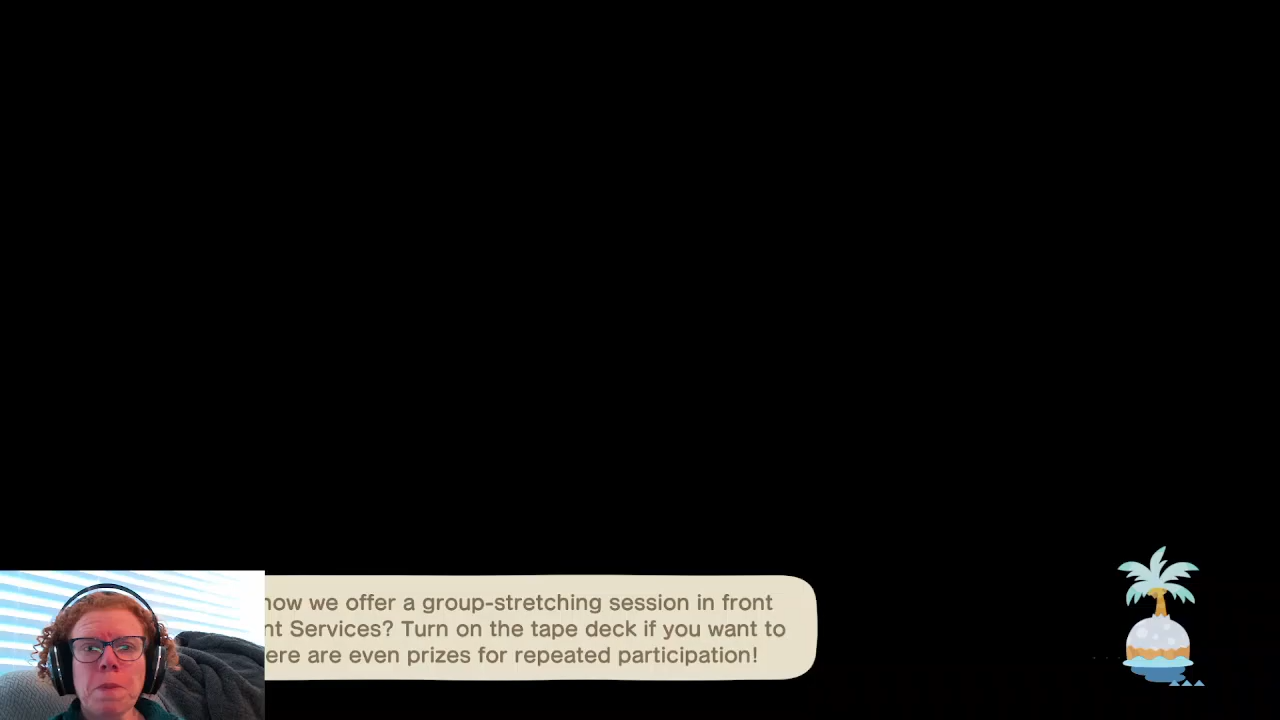 now we offer a group-stretching session in front
nt Services? Turn on the tape deck if you want to
ere are even prizes for repeated participation!